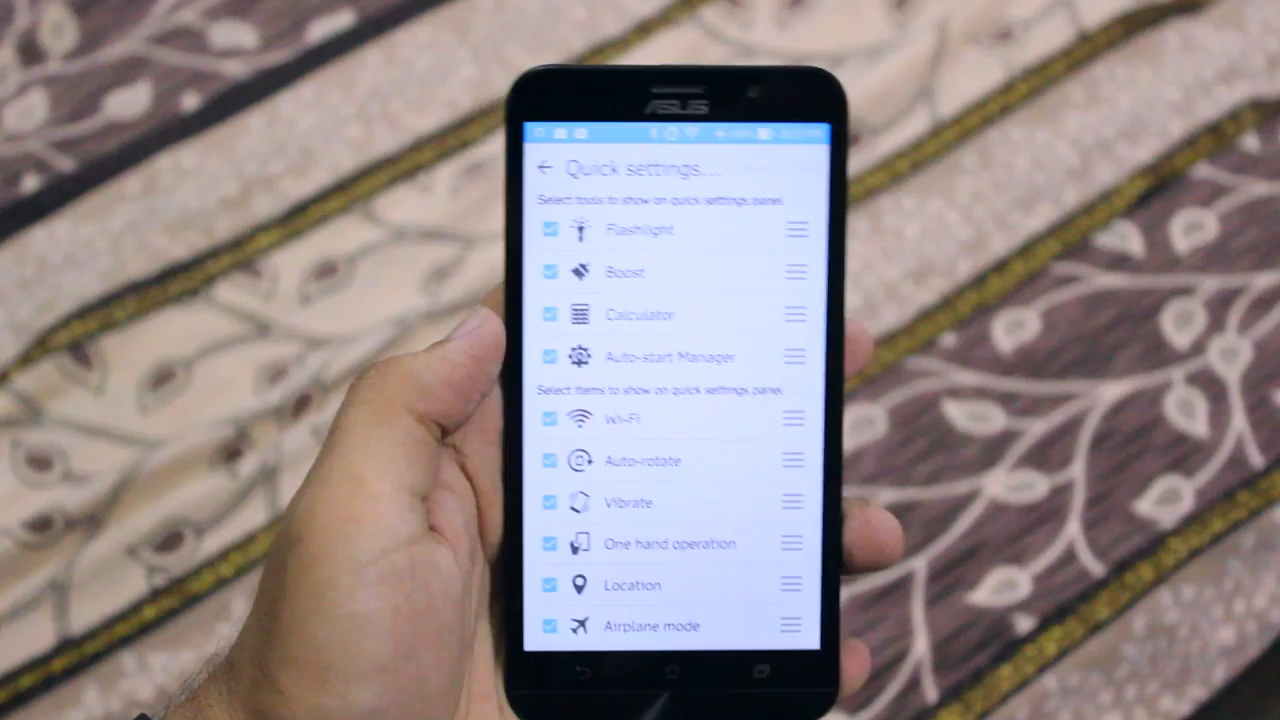 ASUS
Quick settings...
Select tools to show on quick settings panel.
Flashlight
Boost
Calculator
Auto-start Manager
Select items to show on quick settings panel.
Wi-Fi
Auto-rotate
Vibrate
One hand operation
Location
Airplane mode